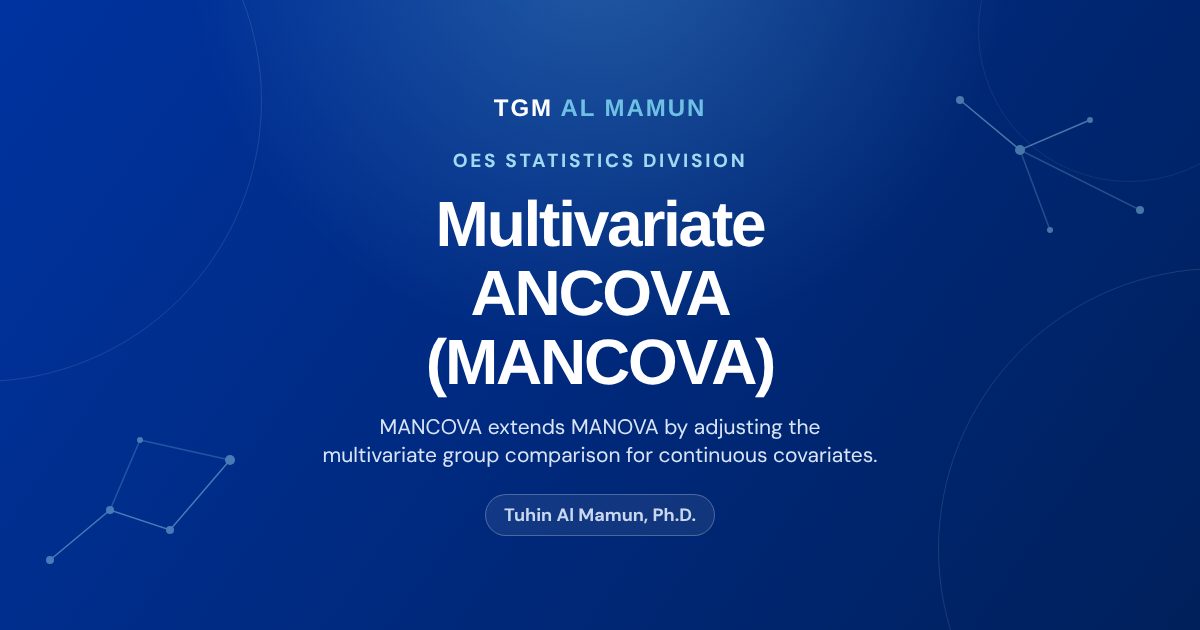 TGM AL MAMUN
OES STATISTICS DIVISION
Multivariate
ANCOVA
(MANCOVA)
MANCOVA extends MANOVA by adjusting the
multivariate group comparison for continuous covariates.
Tuhin Al Mamun, Ph.D.